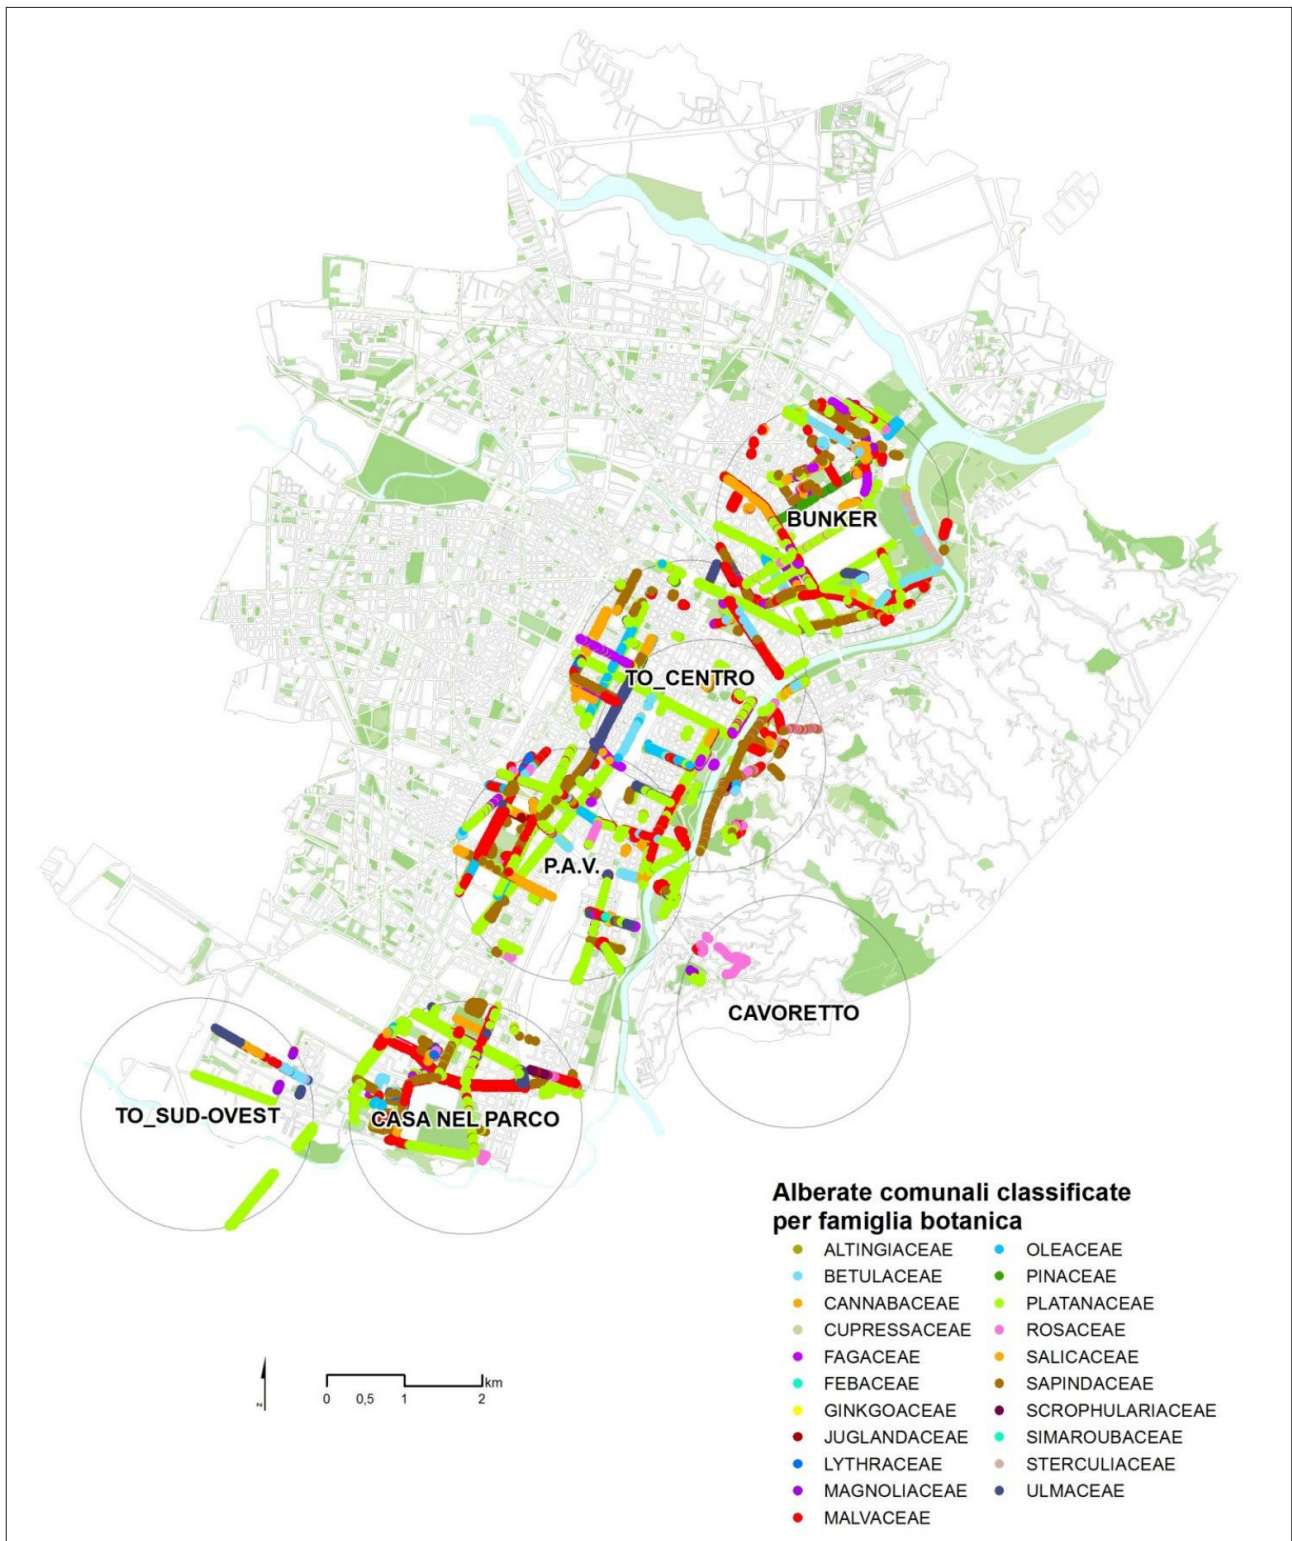 BUNKER
TO_CENTRO
P.A.V.
CAVORETTO
TO_SUD-OVEST
CASA NEL PARCO
Alberate comunali classificate
per famiglia botanica
ALTINGIACEAE
BETULACEAE
CANNABACEAE
CUPRESSACEAE
FAGACEAE
FEBACEAE
GINKGOACEAE
JUGLANDACEAE
LYTHRACEAE
MAGNOLIACEAE
MALVACEAE
OLEACEAE
PINACEAE
PLATANACEAE
ROSACEAE
SALICACEAE
SAPINDACEAE
SCROPHULARIACEAE
SIMAROUBACEAE
STERCULIACEAE
ULMACEAE
N
km
0 0,5 1 2